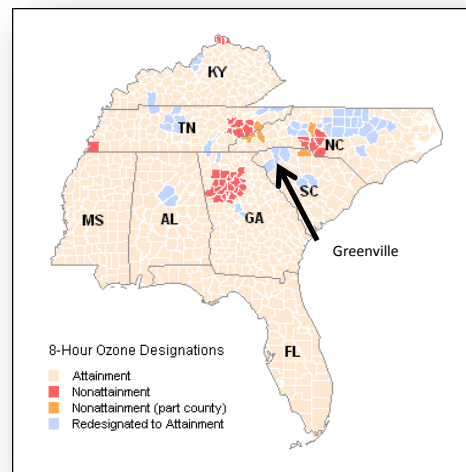 KY
TN
NC
SC
MS
AL
GA
Greenville
FL
8-Hour Ozone Designations
Attainment
Nonattainment
Nonattainment (part county)
Redesignated to Attainment